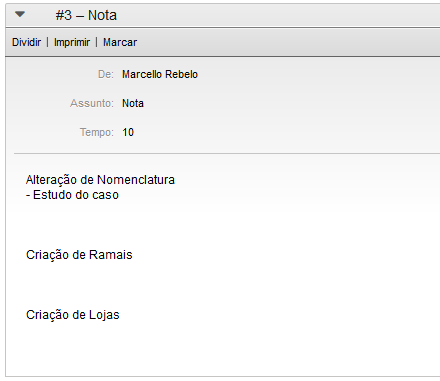 #3 – Nota
Dividir | Imprimir | Marcar
De: Marcello Rebelo
Assunto: Nota
Tempo: 10
Alteração de Nomenclatura
- Estudo do caso
Criação de Ramais
Criação de Lojas